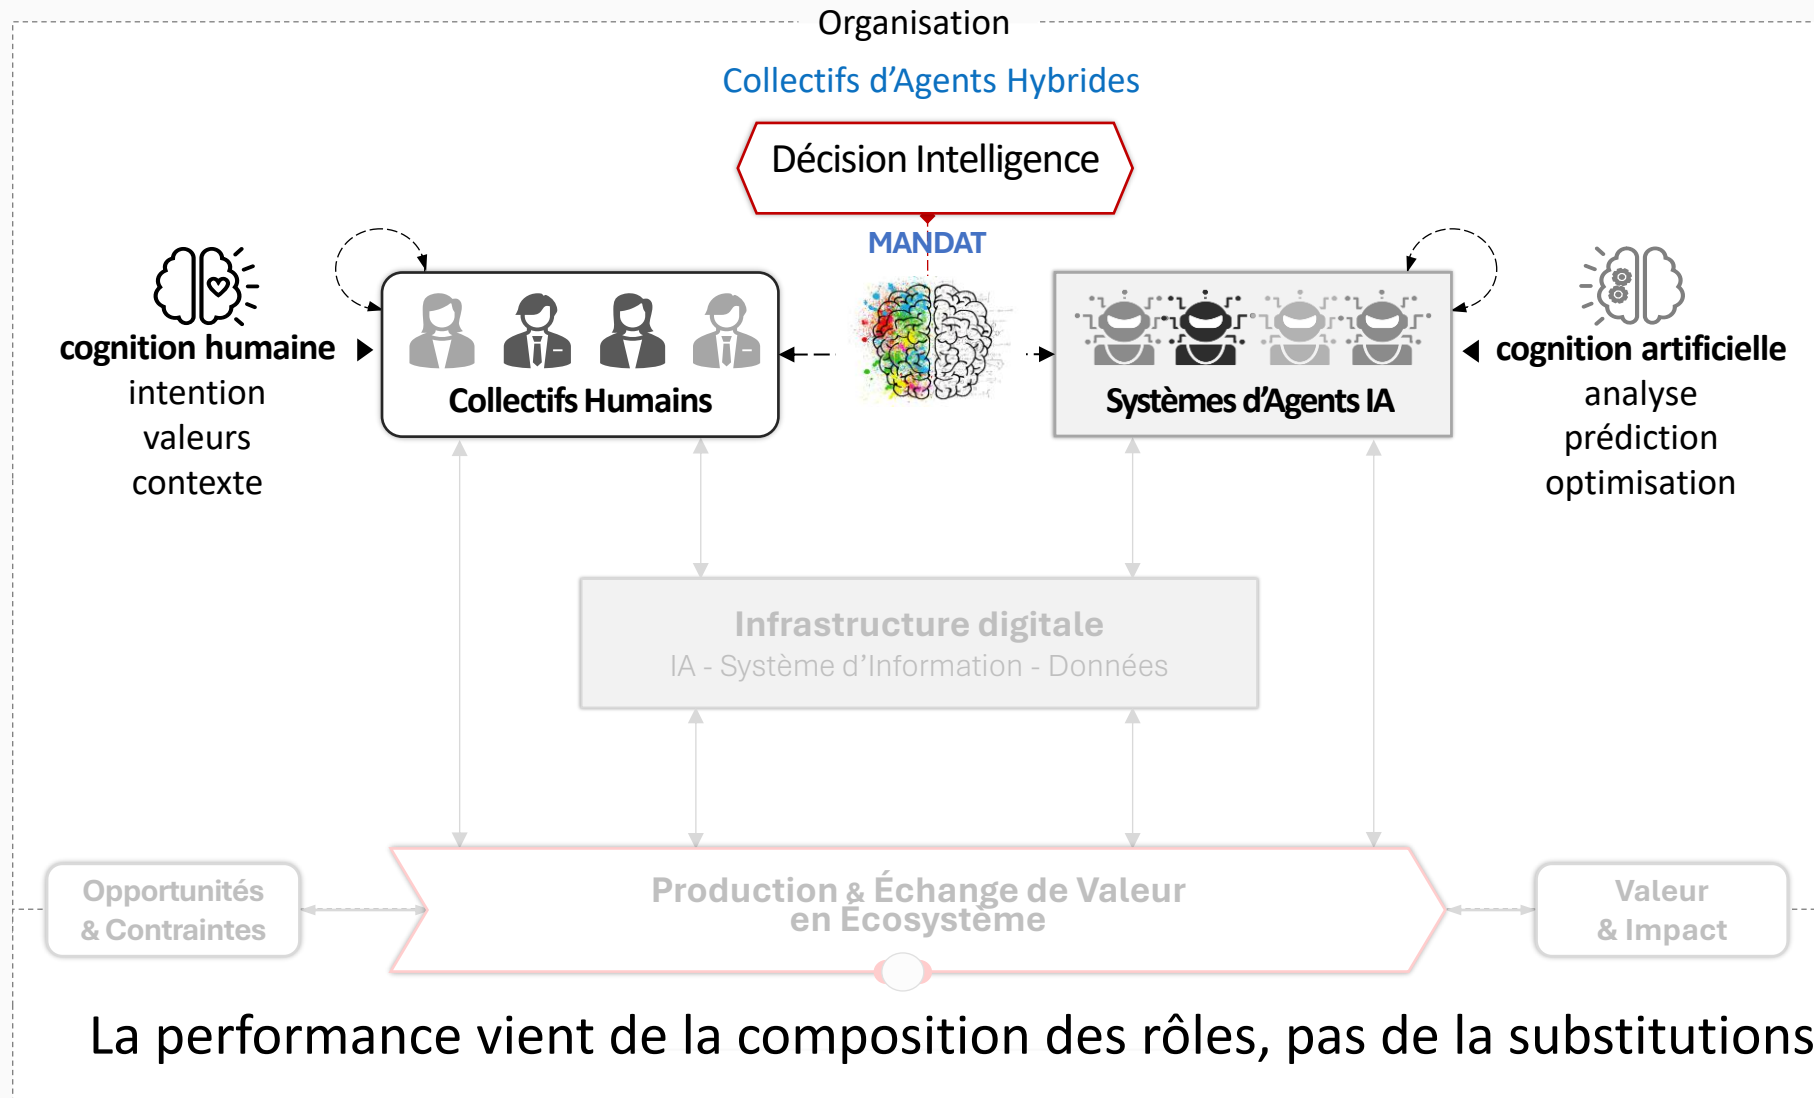 Organisation
Collectifs d’Agents Hybrides
Décision Intelligence
MANDAT
cognition humaine
intention
valeurs
contexte
Collectifs Humains
Systèmes d’Agents IA
cognition artificielle
analyse
prédiction
optimisation
Infrastructure digitale
IA - Système d’Information - Données
Opportunités
& Contraintes
Production & Échange de Valeur
en Écosystème
Valeur
& Impact
La performance vient de la composition des rôles, pas de la substitutions